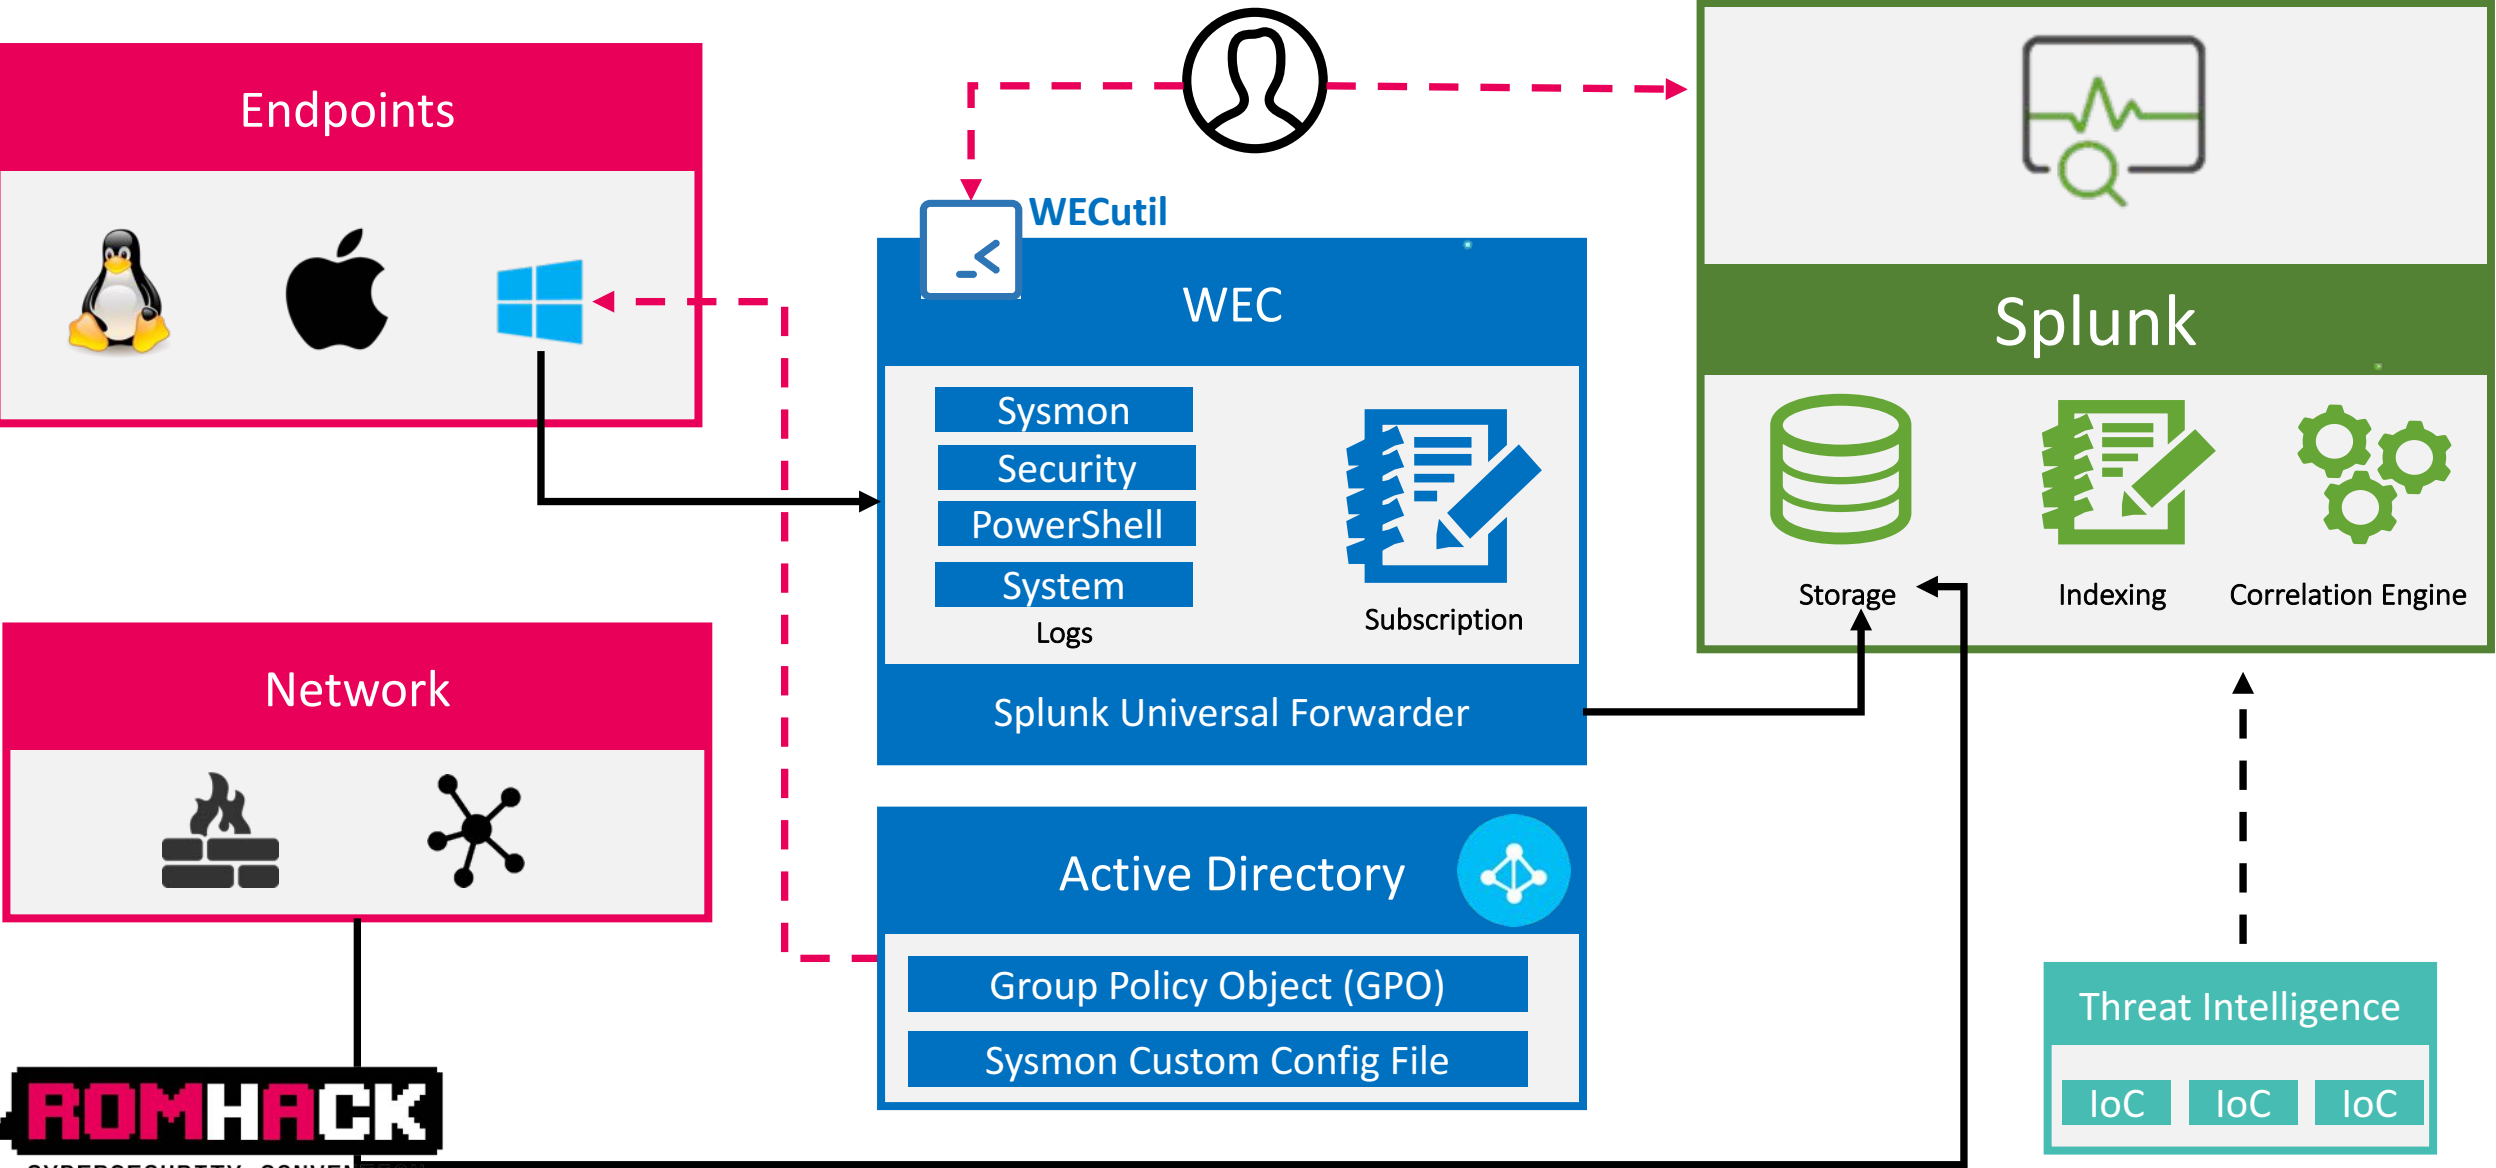 Endpoints
WECutil
WEC
Sysmon
Security
PowerShell
System
Logs
Subscription
Splunk Universal Forwarder
Splunk
Storage
Indexing
Correlation Engine
Network
Active Directory
Group Policy Object (GPO)
Sysmon Custom Config File
Threat Intelligence
IoC
IoC
IoC
ROMHACK